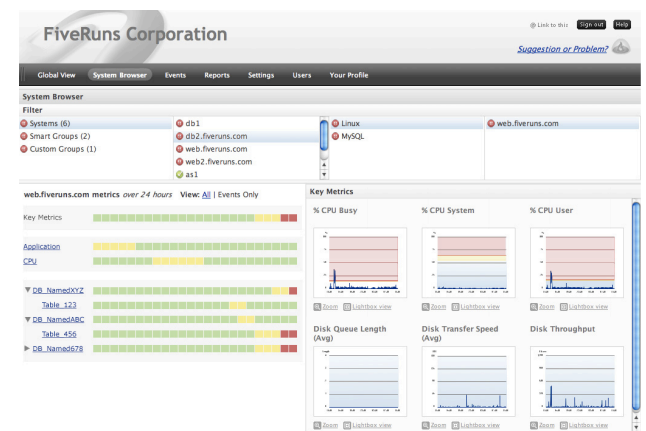 FiveRuns Corporation
Link to this Sign out Help
Suggestion or Problem?
Global View System Browser Events Reports Settings Users Your Profile
System Browser
Filter
Systems (6)
Smart Groups (2)
Custom Groups (1)
db1
db2.fiveruns.com
web.fiveruns.com
web2.fiveruns.com
as1
Linux
MySQL
web.fiveruns.com
web.fiveruns.com metrics over 24 hours View: All | Events Only
Key Metrics
Application
CPU
DB_NamedXYZ
Table_123
DB_NamedABC
Table_456
DB_Named678
Key Metrics
% CPU Busy
Zoom Lightbox view
% CPU System
Zoom Lightbox view
% CPU User
Zoom Lightbox view
Disk Queue Length
(Avg)
Zoom Lightbox view
Disk Transfer Speed
(Avg)
Zoom Lightbox view
Disk Throughput
Zoom Lightbox view